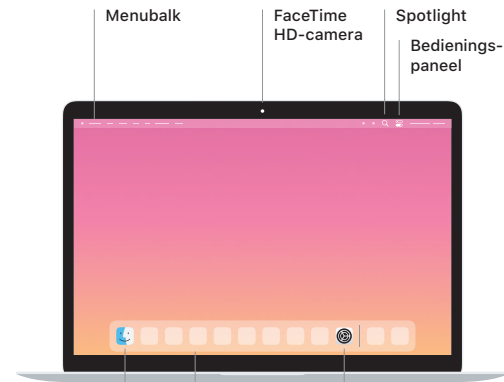 Menubalk
FaceTime
HD-camera
Spotlight
Bedienings-
paneel